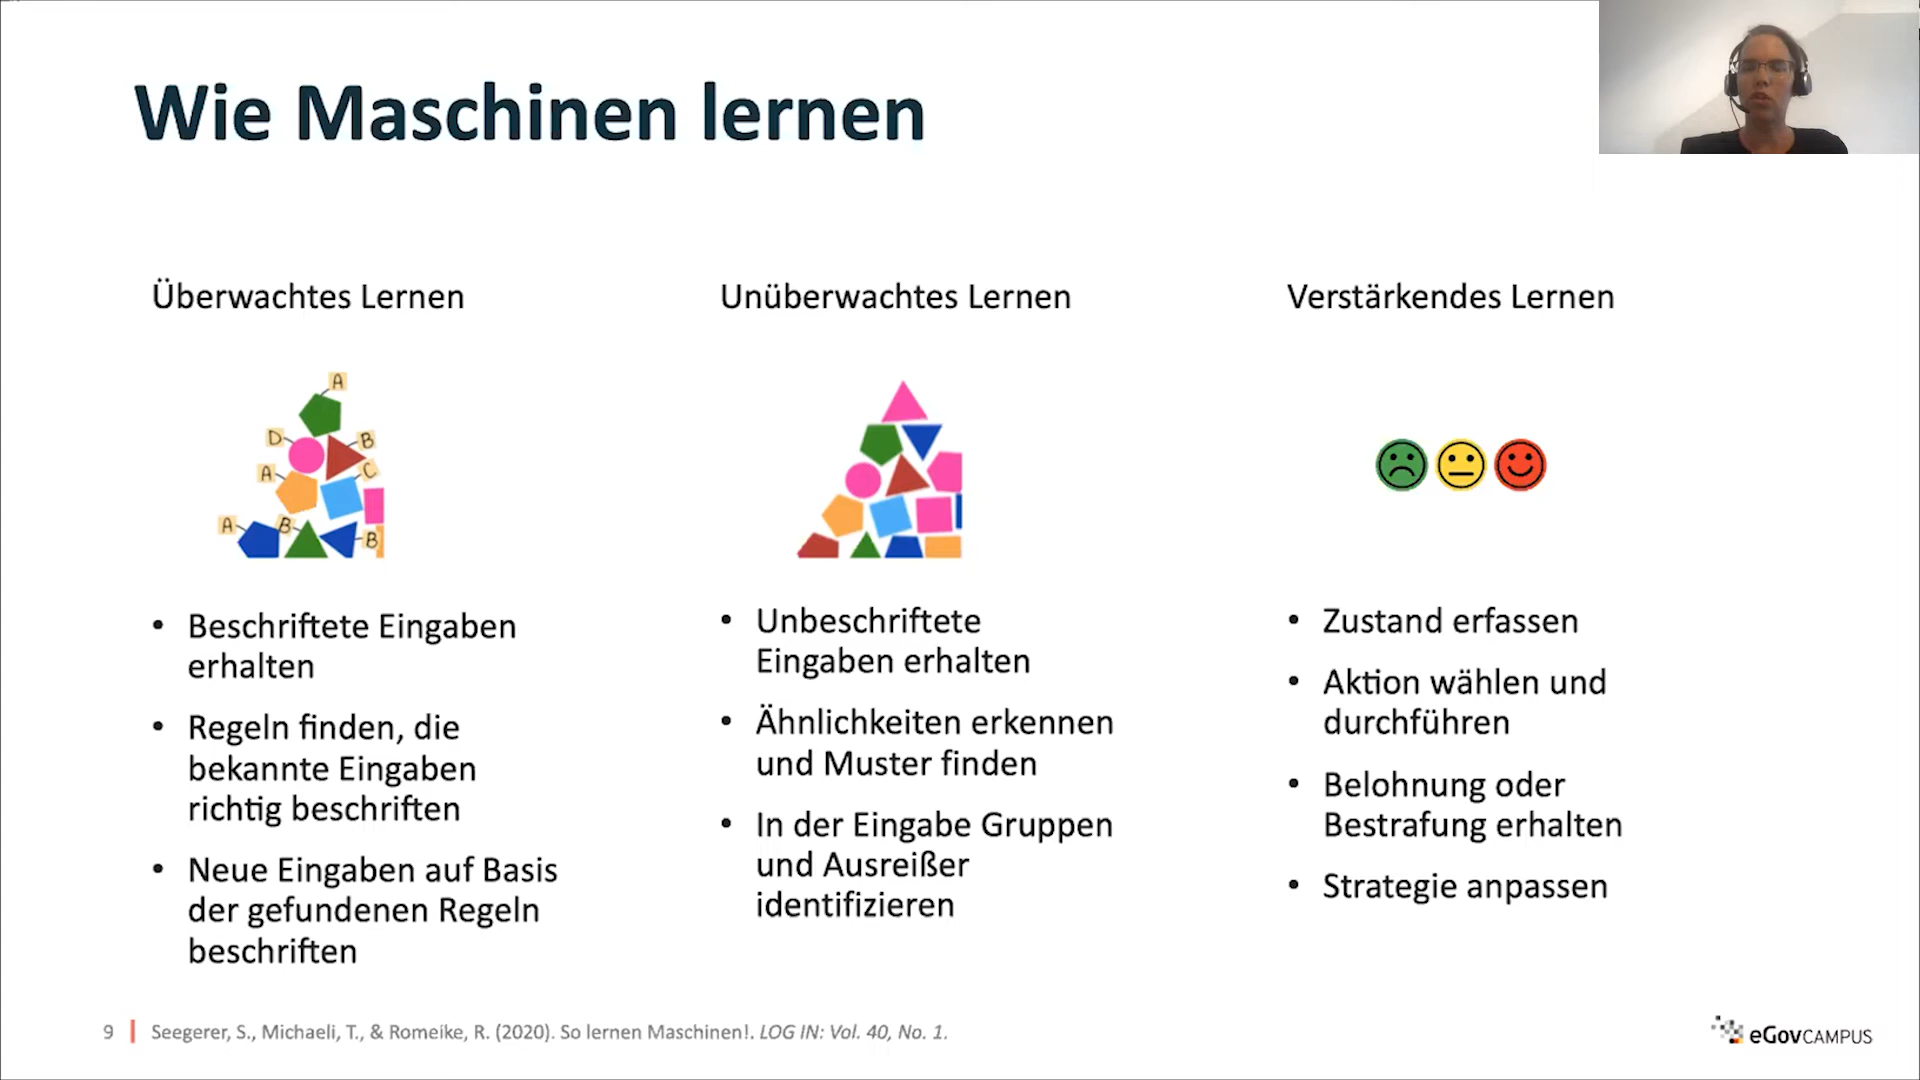 Wie Maschinen lernen
Überwachtes Lernen
A
D
B
A
C
A
B
B
• Beschriftete Eingaben
erhalten
• Regeln finden, die
bekannte Eingaben
richtig beschriften
• Neue Eingaben auf Basis
der gefundenen Regeln
beschriften
Unüberwachtes Lernen
• Unbeschriftete
Eingaben erhalten
• Ähnlichkeiten erkennen
und Muster finden
• In der Eingabe Gruppen
und Ausreißer
identifizieren
Verstärkendes Lernen
• Zustand erfassen
• Aktion wählen und
durchführen
• Belohnung oder
Bestrafung erhalten
• Strategie anpassen
9 Seegerer, S., Michaeli, T., & Romeike, R. (2020). So lernen Maschinen!. LOG IN: Vol. 40, No. 1.
eGovCAMPUS